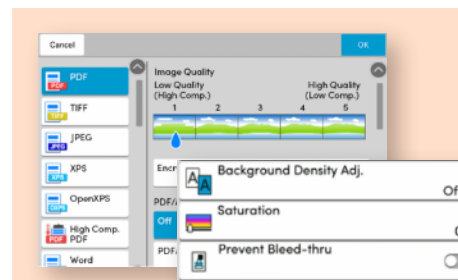 Cancel
OK
PDF
PDF
TIFF
TIFF
JPEG
JPEG
XPS
XPS
OpenXPS
OXPS
High Comp.
PDF
PDF
Word
Image Quality
Low Quality
(High Comp.)
High Quality
(Low Comp.)
1 2 3 4 5
Encr
PDF/
Off
PDF/
Background Density Adj.
Off
Saturation
0
Prevent Bleed-thru